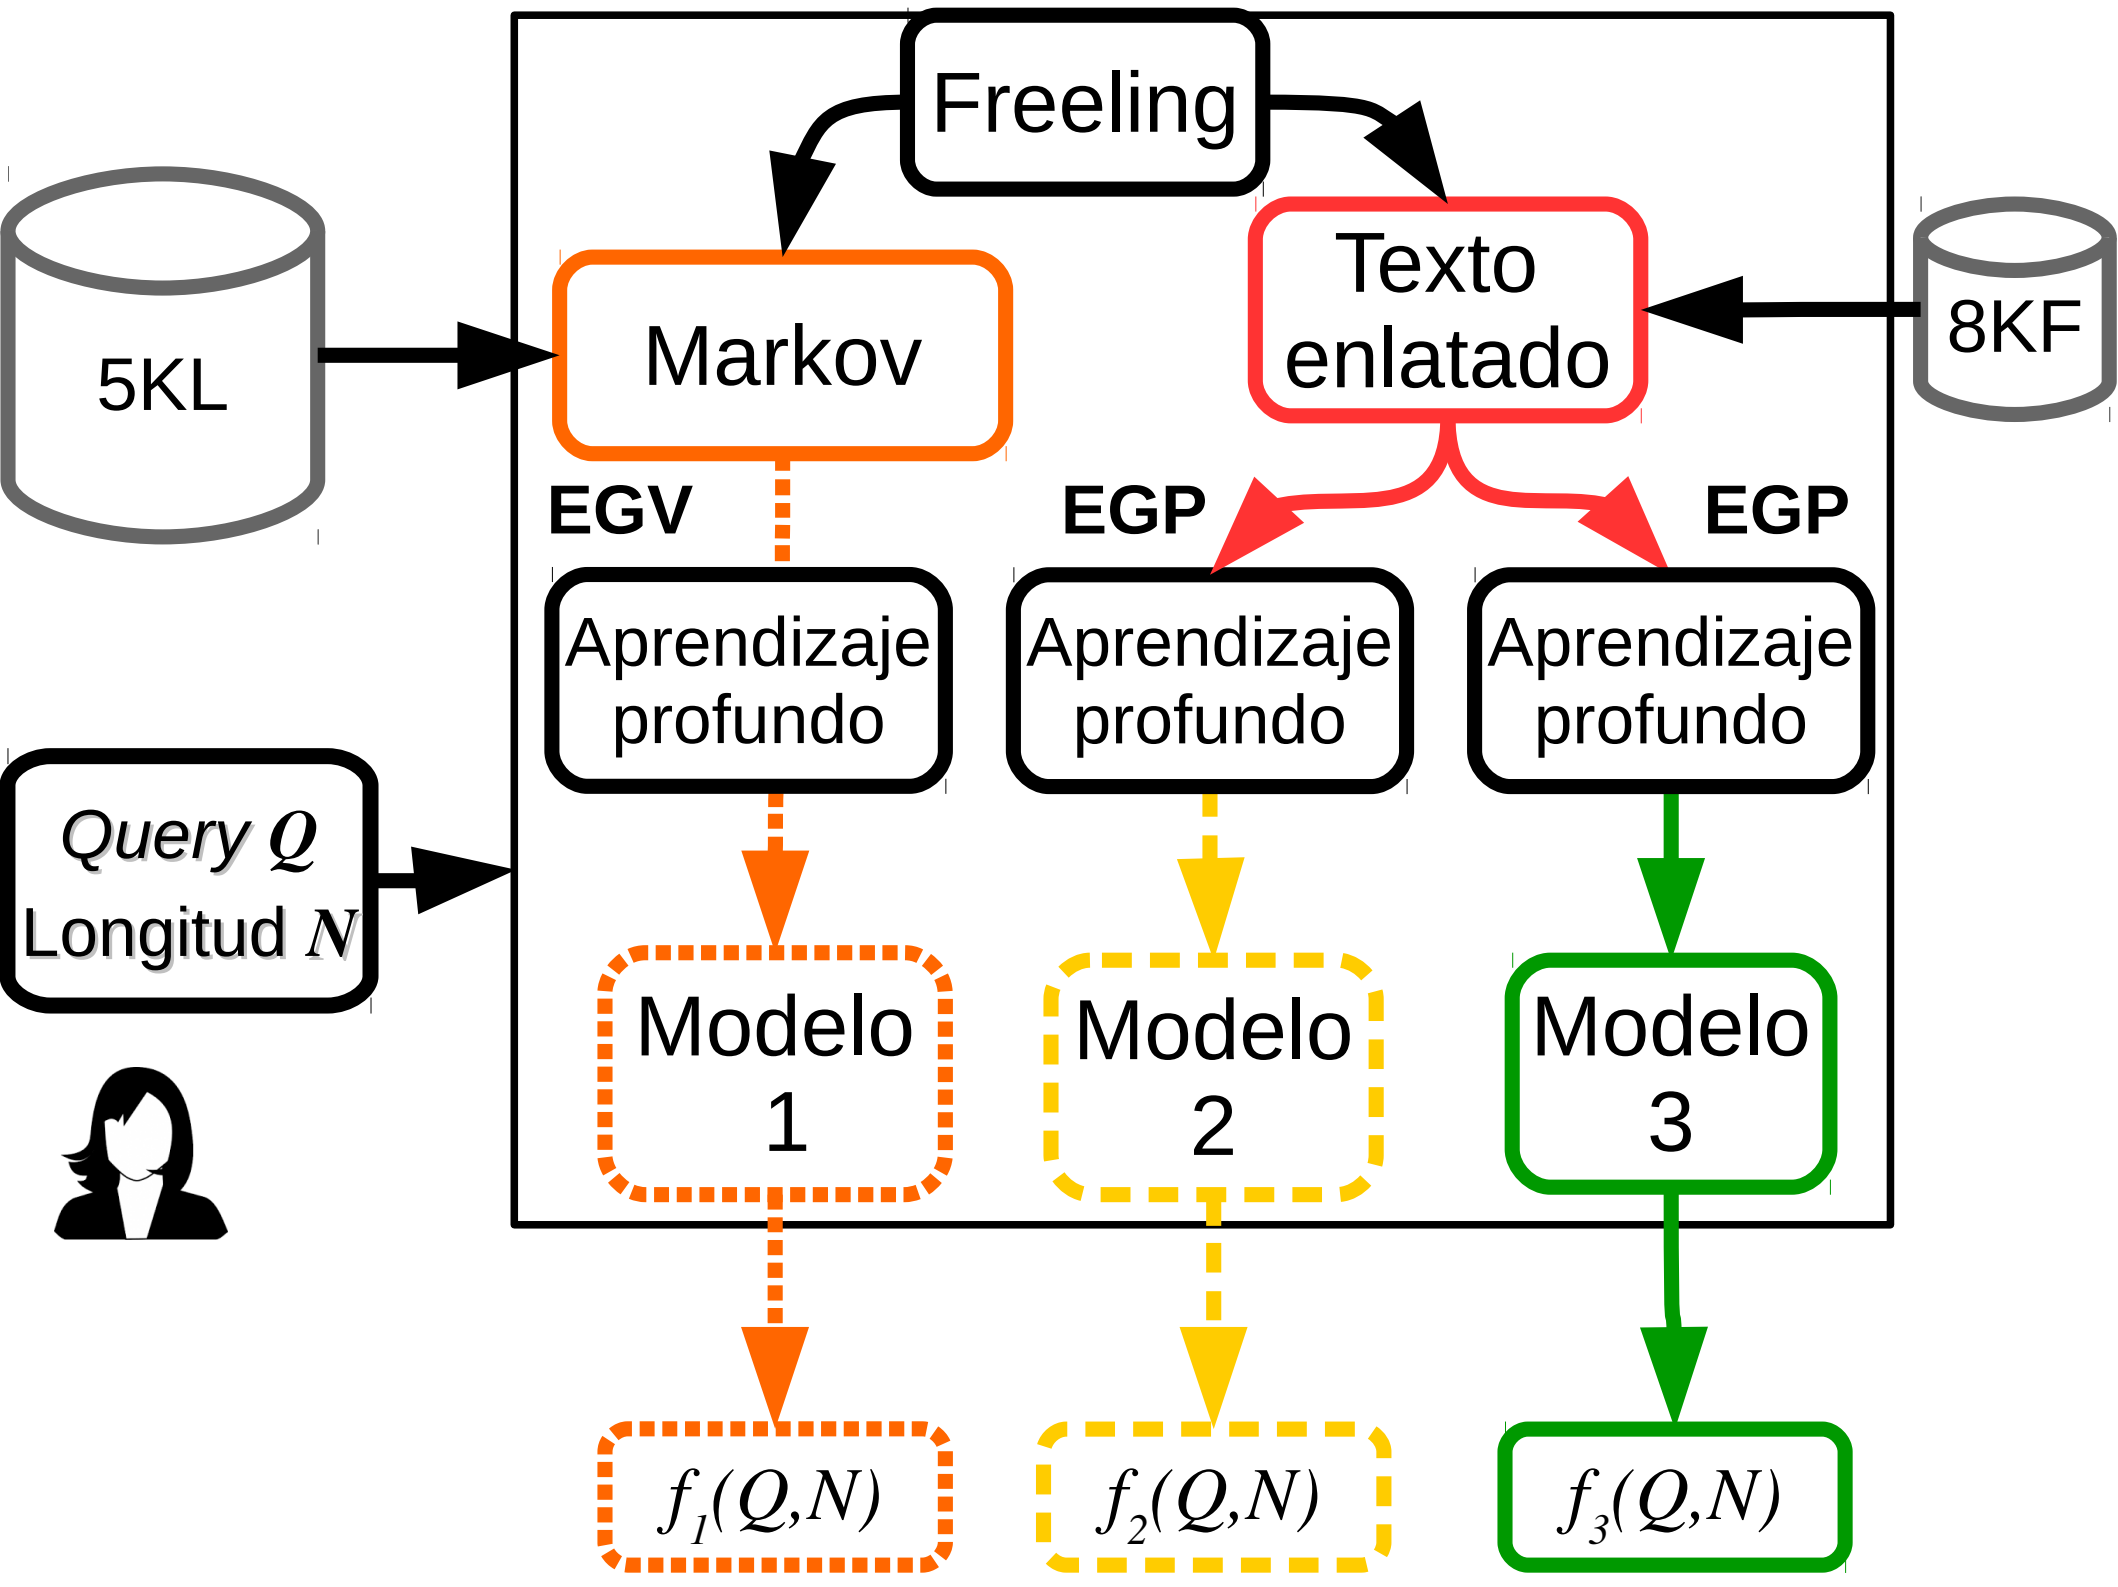 Freeling
Texto
enlatado
8KF
Markov
5KL
EGV
EGP
EGP
Aprendizaje
profundo
Aprendizaje
profundo
Aprendizaje
profundo
Query Q
Longitud N
Modelo
1
Modelo
2
Modelo
3
f1(Q,N)
f2(Q,N)
f3(Q,N)